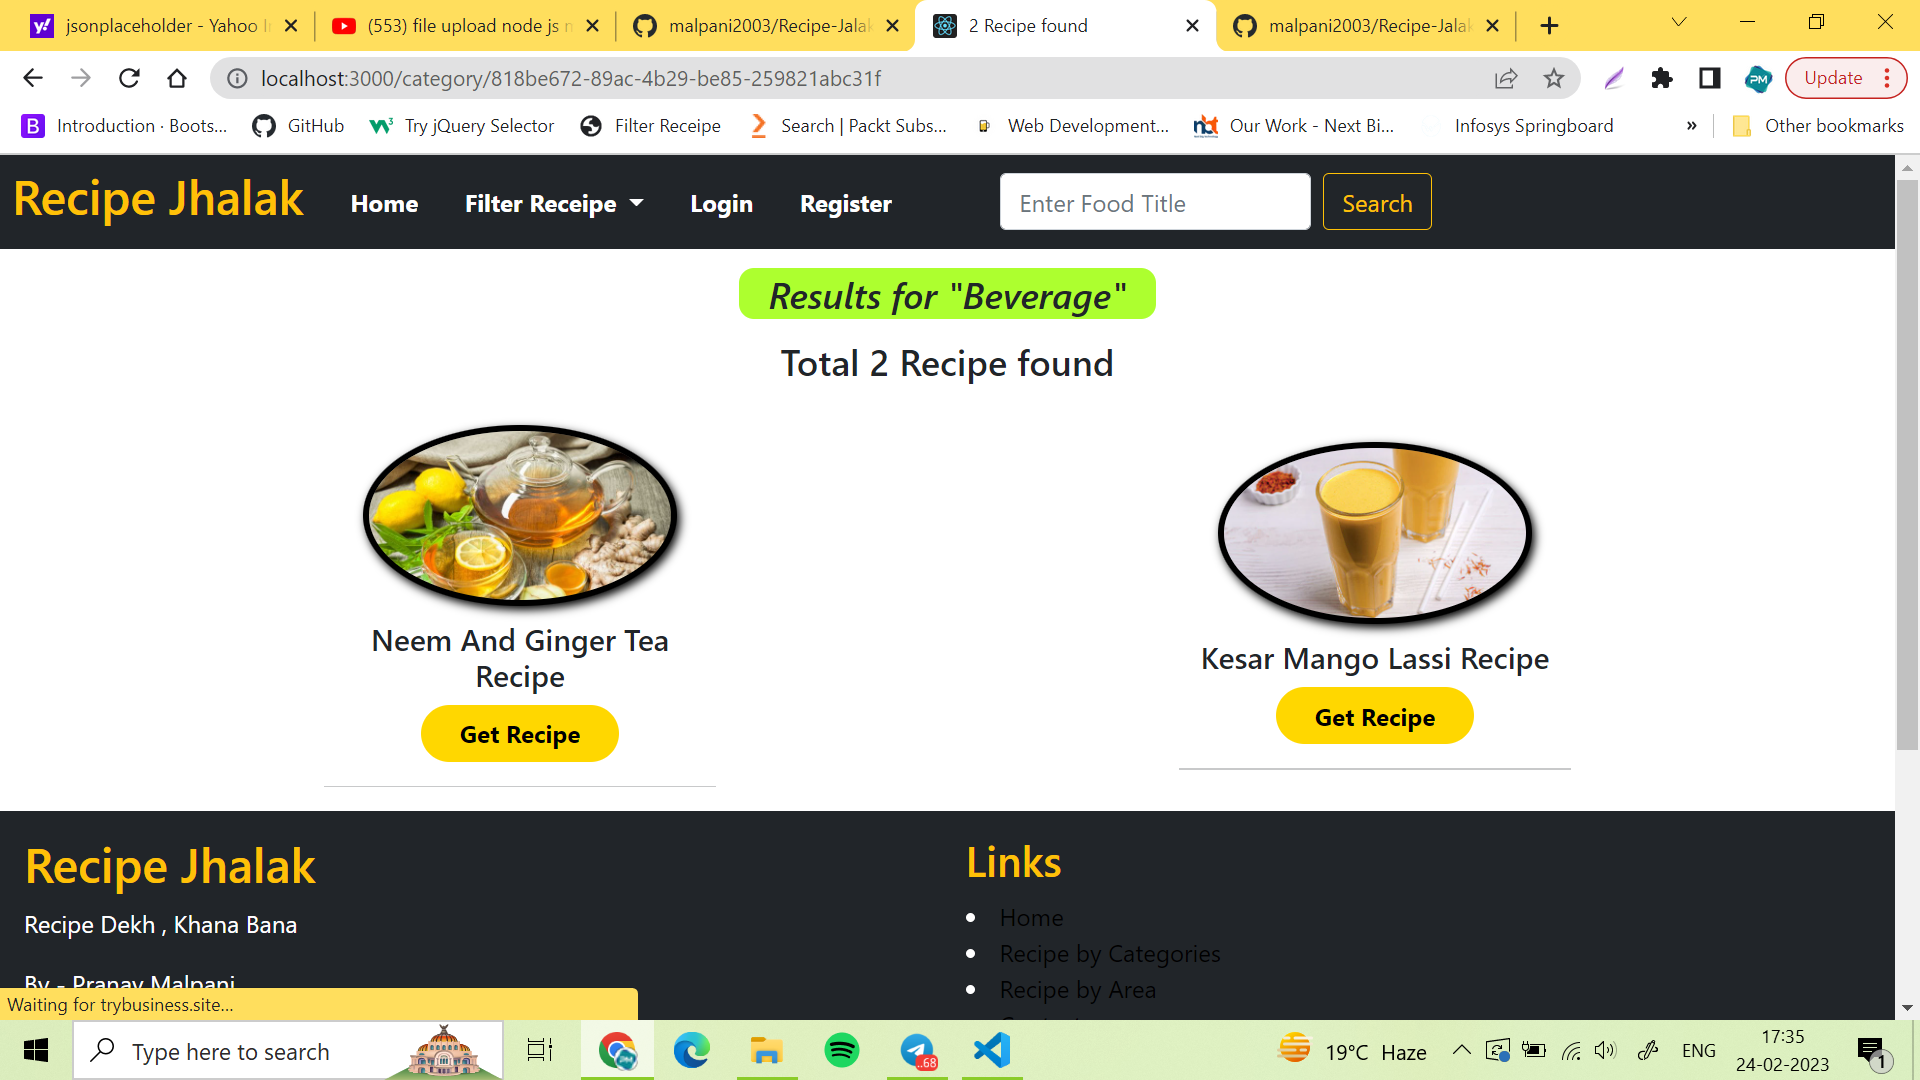 jsonplaceholder - Yahoo I
(553) file upload node js m
malpani2003/Recipe-Jalak
2 Recipe found
malpani2003/Recipe-Jalak
localhost:3000/category/818be672-89ac-4b29-be85-259821abc31f
Update
Introduction · Boots...
GitHub
Try jQuery Selector
Filter Receipe
Search | Packt Subs...
Web Development...
Our Work - Next Bi...
Infosys Springboard
»
Other bookmarks
Recipe Jhalak
Home
Filter Receipe
Login
Register
Enter Food Title
Search
Results for "Beverage"
Total 2 Recipe found
Neem And Ginger Tea
Recipe
Get Recipe
Kesar Mango Lassi Recipe
Get Recipe
Recipe Jhalak
Recipe Dekh , Khana Bana
By - Pranav Malpani
Links
Home
Recipe by Categories
Recipe by Area
Waiting for trybusiness.site...
Type here to search
..68
19°C Haze
ENG
17:35
24-02-2023
1